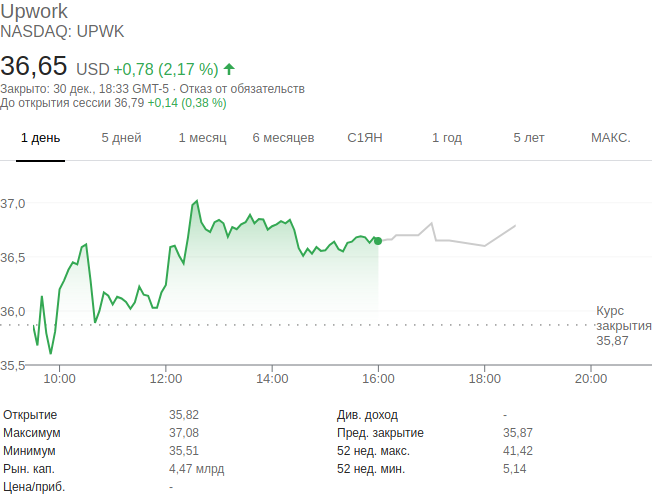 Upwork
NASDAQ: UPWK
36,65 USD +0,78 (2,17 %)
Закрыто: 30 дек., 18:33 GMT-5 · Отказ от обязательств
До открытия сессии 36,79 +0,14 (0,38 %)
1 день 5 дней 1 месяц 6 месяцев С1ЯН 1 год 5 лет МАКС.
37,0
36,5
36,0
35,5
Курс
закрытия
35,87
10:00 12:00 14:00 16:00 18:00 20:00
Открытие 35,82 Див. доход -
Максимум 37,08 Пред. закрытие 35,87
Минимум 35,51 52 нед. макс. 41,42
Рын. кап. 4,47 млрд 52 нед. мин. 5,14
Цена/приб. -